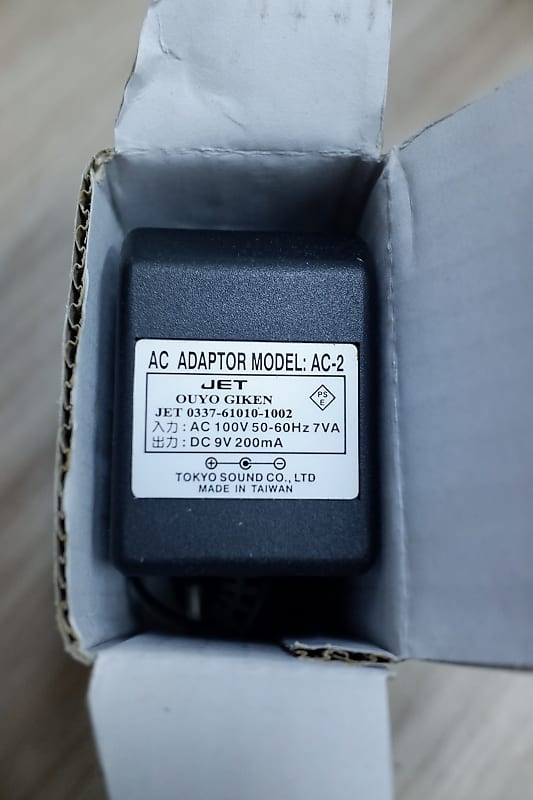 AC ADAPTOR MODEL: AC-2
JET
PS
E
OUYO GIKEN
JET 0337-61010-1002
入力 : AC 100V 50-60Hz 7VA
出力 : DC 9V 200mA
+ -
TOKYO SOUND CO., LTD
MADE IN TAIWAN